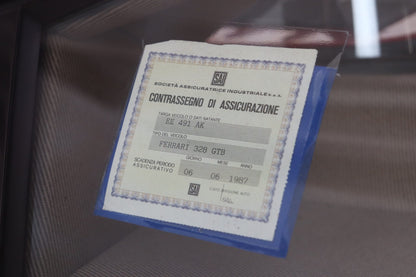 SAI
SOCIETÀ ASSICURATRICE INDUSTRIALE s.p.a.
CONTRASSEGNO DI ASSICURAZIONE
TARGA VEICOLO O DATI NATANTE
EE 491 AK
TIPO DEL VEICOLO
FERRARI 328 GTB
SCADENZA PERIODO
ASSICURATIVO
GIORNO MESE ANNO
06 06 1987
SAI